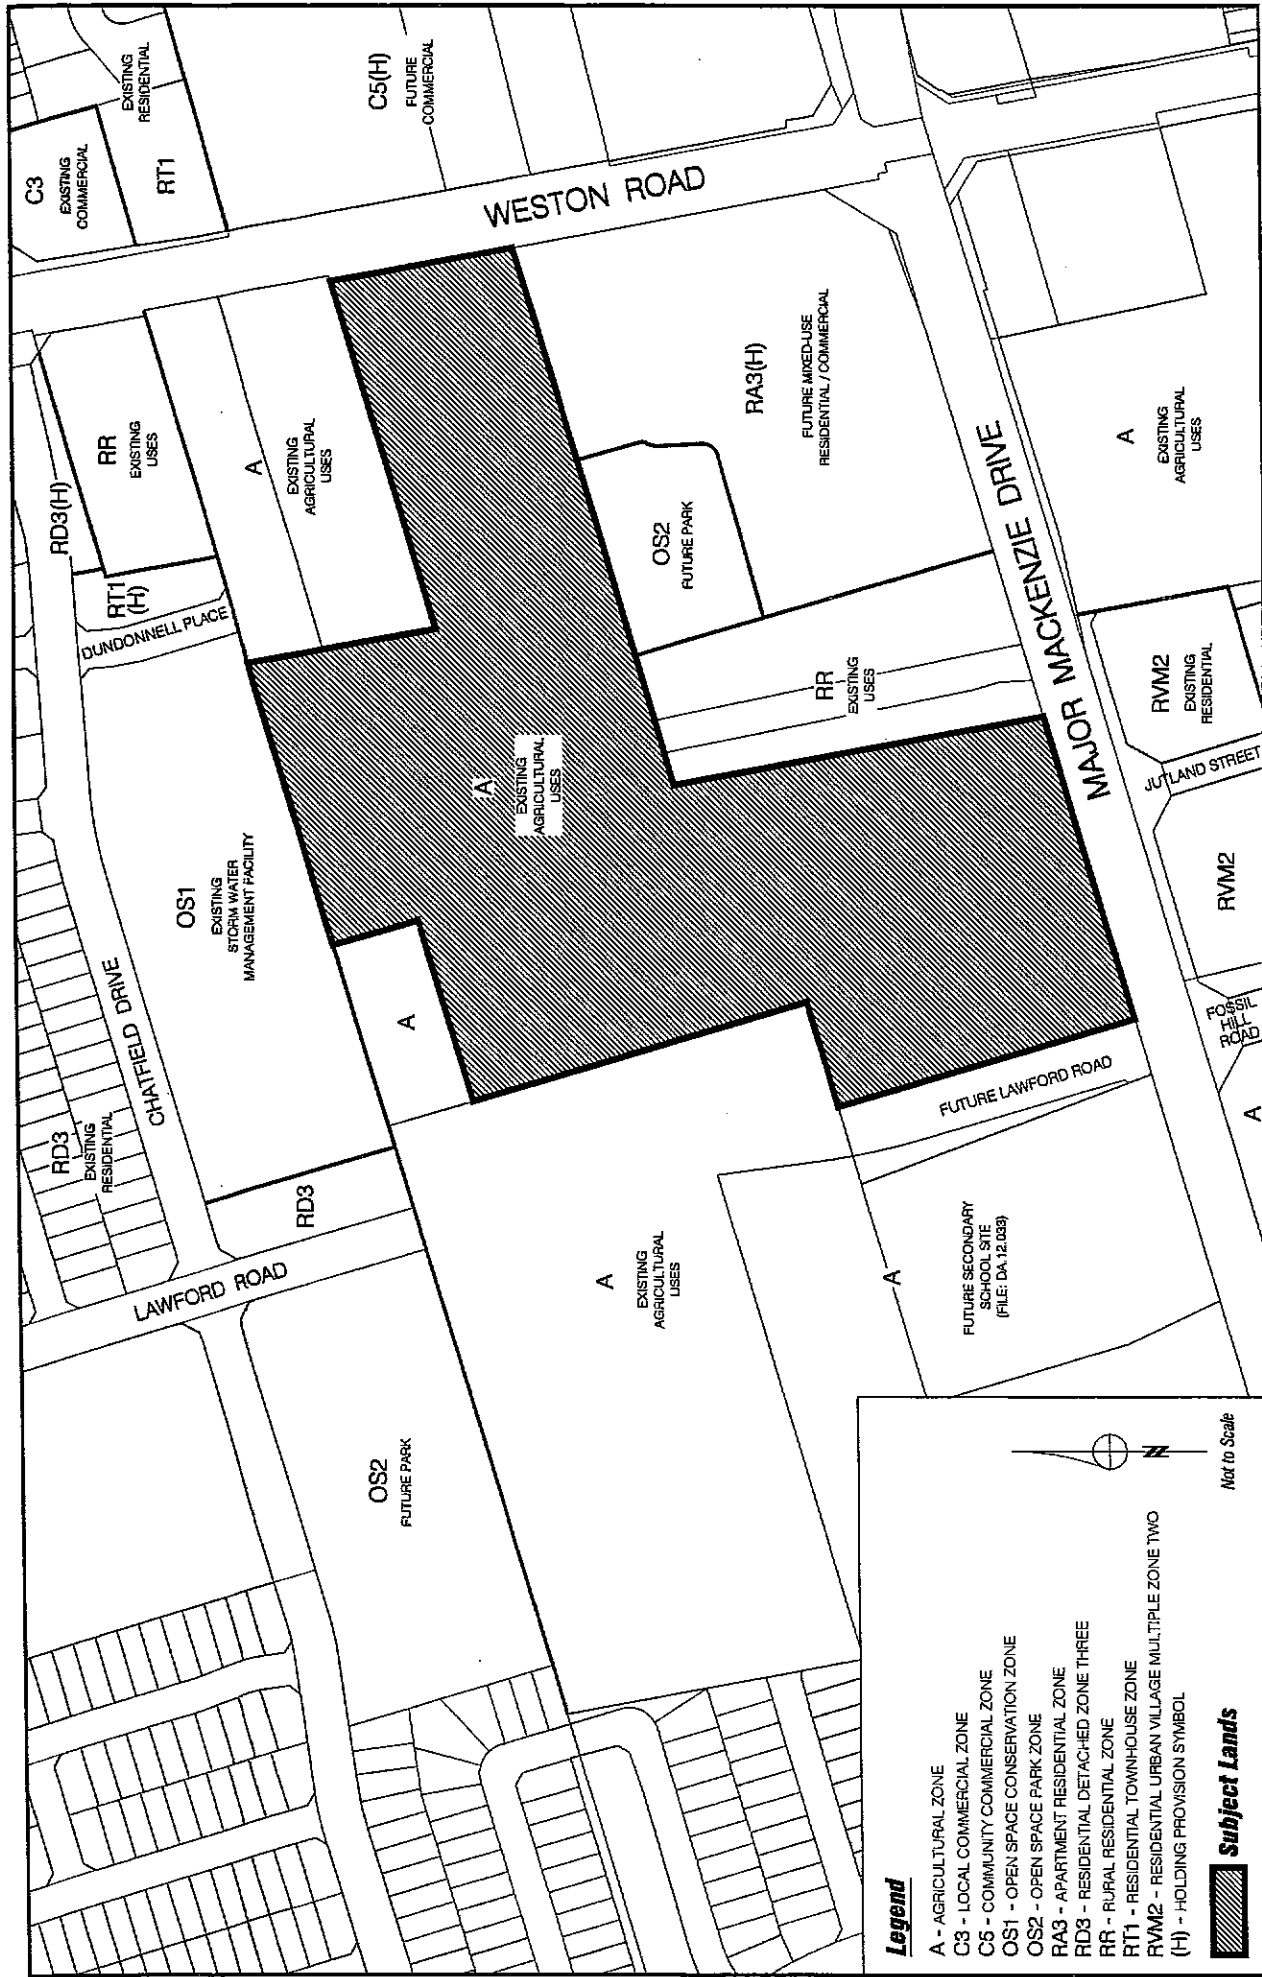 C3
EXISTING
COMMERCIAL
EXISTING
RESIDENTIAL
RT1
C5(H)
FUTURE
COMMERCIAL
WESTON ROAD
RD3(H)
RR
EXISTING
USES
RT1
(H)
DUNDONNELL PLACE
A
EXISTING
AGRICULTURAL
USES
RA3(H)
FUTURE MIXED-USE
RESIDENTIAL / COMMERCIAL
OS2
FUTURE PARK
RR
EXISTING
USES
MAJOR MACKENZIE DRIVE
A
EXISTING
AGRICULTURAL
USES
RVM2
EXISTING
RESIDENTIAL
JUTLAND STREET
RVM2
FOSSIL
HILL
ROAD
A
A
EXISTING
AGRICULTURAL
USES
OS1
EXISTING
STORM WATER
MANAGEMENT FACILITY
CHATFIELD DRIVE
RD3
EXISTING
RESIDENTIAL
A
RD3
LAWFORD ROAD
FUTURE LAWFORD ROAD
A
EXISTING
AGRICULTURAL
USES
A
FUTURE SECONDARY
SCHOOL SITE
(FILE: DA.12.033)
OS2
FUTURE PARK
Legend
A - AGRICULTURAL ZONE
C3 - LOCAL COMMERCIAL ZONE
C5 - COMMUNITY COMMERCIAL ZONE
OS1 - OPEN SPACE CONSERVATION ZONE
OS2 - OPEN SPACE PARK ZONE
RA3 - APARTMENT RESIDENTIAL ZONE
RD3 - RESIDENTIAL DETACHED ZONE THREE
RR - RURAL RESIDENTIAL ZONE
RT1 - RESIDENTIAL TOWNHOUSE ZONE
RVM2 - RESIDENTIAL URBAN VILLAGE MULTIPLE ZONE TWO
(H) - HOLDING PROVISION SYMBOL
Subject Lands
N
Not to Scale